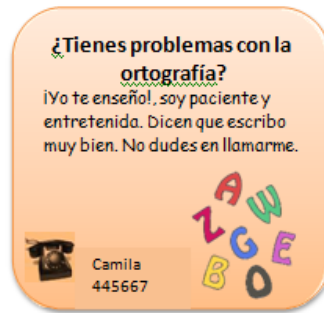 ¿Tienes problemas con la
ortografía?
¡Yo te enseño!, soy paciente y
entretenida. Dicen que escribo
muy bien. No dudes en llamarme.
A W
Z G E
B O
Camila
445667